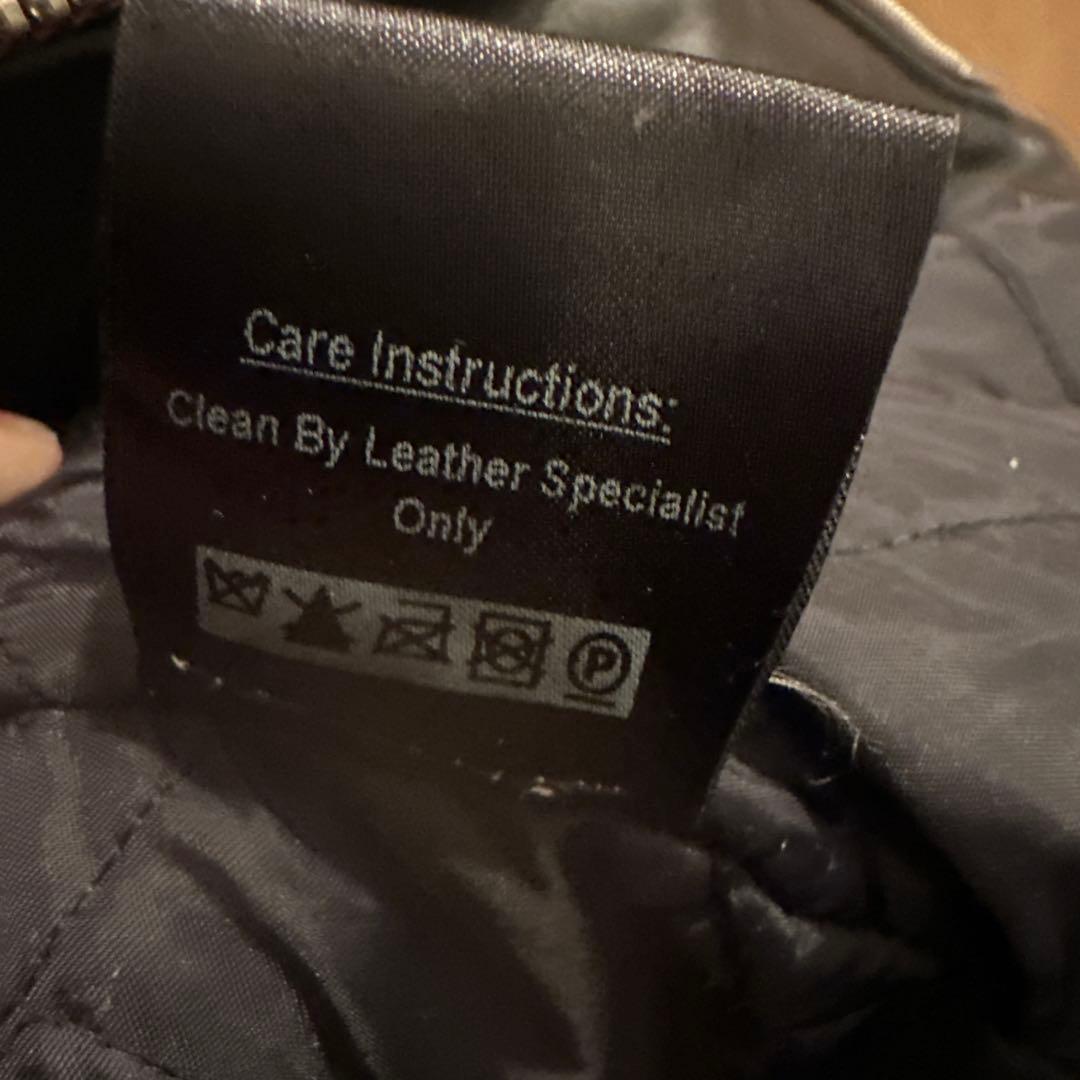 Care Instructions:
Clean By Leather Specialist
Only
P